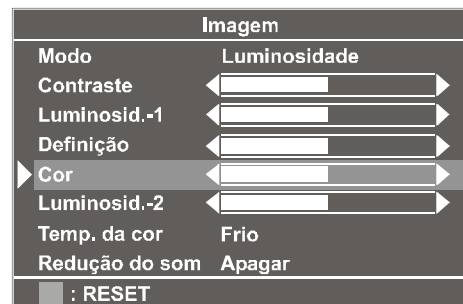 Imagem
Modo Luminosidade
Contraste
Luminosid.-1
Definição
Cor
Luminosid.-2
Temp. da cor Frio
Redução do som Apagar
: RESET